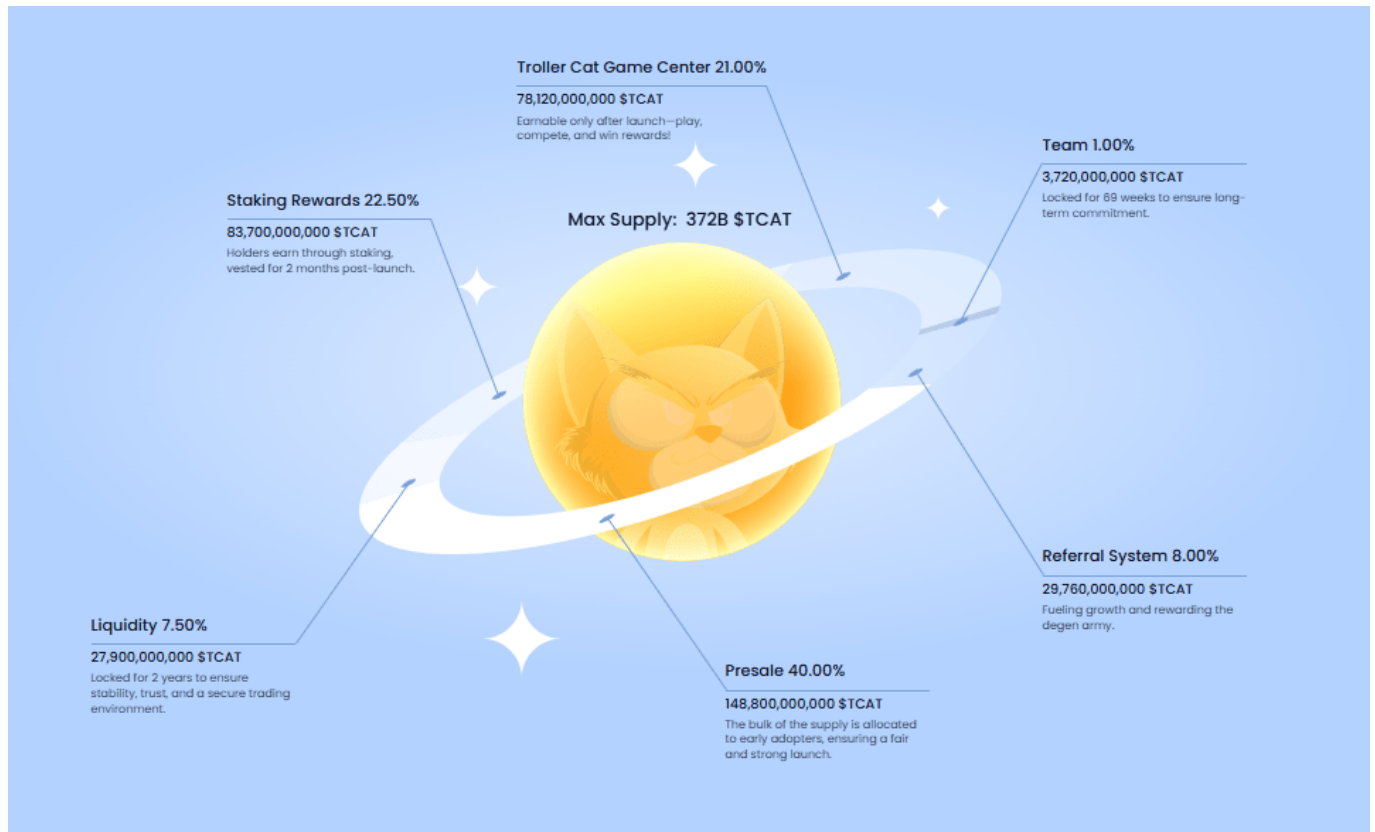 Troller Cat Game Center 21.00%
78,120,000,000 $TCAT
Earnable only after launch—play,
compete, and win rewards!
Team 1.00%
3,720,000,000 $TCAT
Locked for 69 weeks to ensure long-
term commitment.
Staking Rewards 22.50%
83,700,000,000 $TCAT
Holders earn through staking,
vested for 2 months post-launch.
Max Supply: 372B $TCAT
Referral System 8.00%
29,760,000,000 $TCAT
Fueling growth and rewarding the
degen army.
Liquidity 7.50%
27,900,000,000 $TCAT
Locked for 2 years to ensure
stability, trust, and a secure trading
environment.
Presale 40.00%
148,800,000,000 $TCAT
The bulk of the supply is allocated
to early adopters, ensuring a fair
and strong launch.